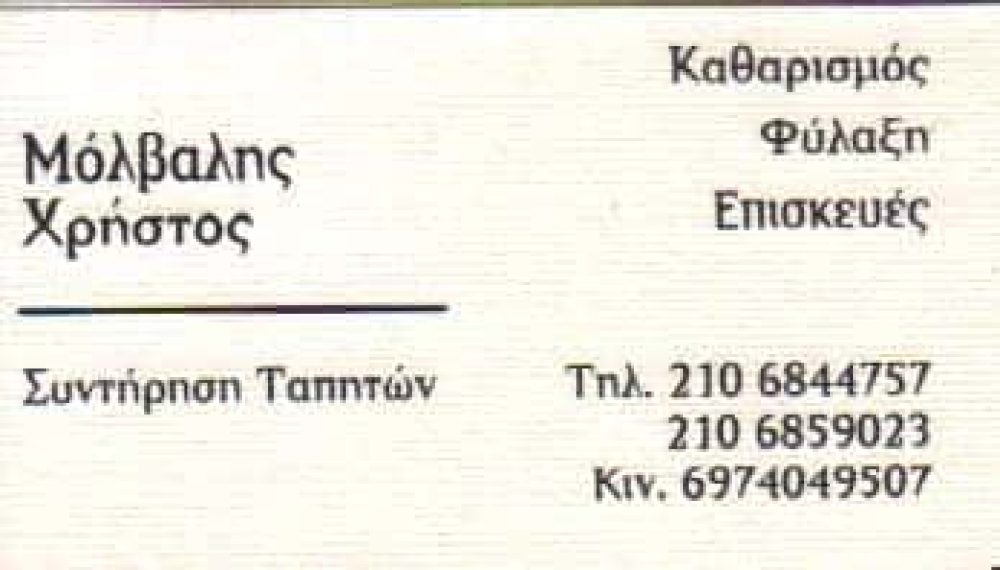 Μόλβαλης
Χρήστος
Συντήρηση Ταπητών
Καθαρισμός
Φύλαξη
Επισκευές
Τηλ. 210 6844757
210 6859023
Κιν. 6974049507